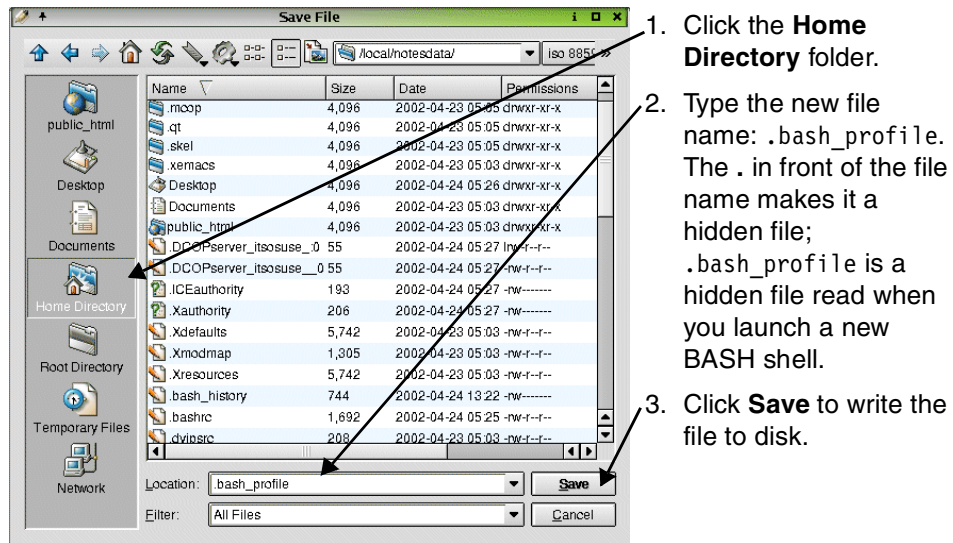 Save File
/local/notesdata/
iso 8859
public_html
Desktop
Documents
Home Directory
Root Directory
Temporary Files
Network
Name Size Date Permissions
.mcop 4,096 2002-04-23 05:05 drwxr-xr-x
.qt 4,096 2002-04-23 05:05 drwxr-xr-x
.skel 4,096 2002-04-23 05:05 drwxr-xr-x
.xemacs 4,096 2002-04-23 05:03 drwxr-xr-x
Desktop 4,096 2002-04-24 05:26 drwxr-xr-x
Documents 4,096 2002-04-23 05:03 drwxr-xr-x
public_html 4,096 2002-04-23 05:03 drwxr-xr-x
.DCOPserver_itsosuse_:0 55 2002-04-24 05:27 lrw-r--r--
.DCOPserver_itsosuse__0 55 2002-04-24 05:27 -rw-r--r--
.ICEauthority 193 2002-04-24 05:27 -rw-------
.Xauthority 206 2002-04-24 05:27 -rw-------
.Xdefaults 5,742 2002-04-23 05:03 -rw-r--r--
.Xmodmap 1,305 2002-04-23 05:03 -rw-r--r--
.Xresources 5,742 2002-04-23 05:03 -rw-r--r--
.bash_history 744 2002-04-24 13:22 -rw-------
.bashrc 1,692 2002-04-24 05:25 -rw-r--r--
.dvipsrc 208 2002-04-23 05:03 -rw-r--r--
Location: .bash_profile Save
Filter: All Files Cancel
1. Click the Home
Directory folder.
2. Type the new file
name: .bash_profile.
The . in front of the file
name makes it a
hidden file;
.bash_profile is a
hidden file read when
you launch a new
BASH shell.
3. Click Save to write the
file to disk.